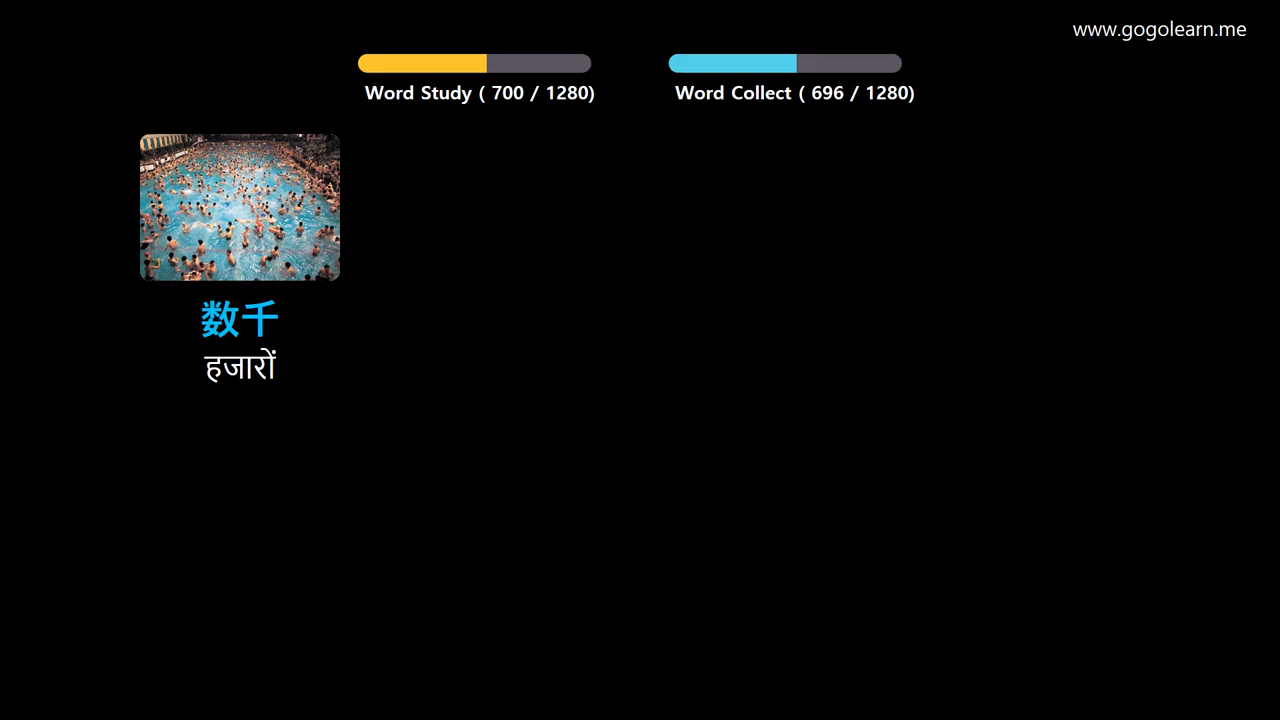 www.gogolearn.me
Word Study ( 700 / 1280)
Word Collect ( 696 / 1280)
数千
हजारों